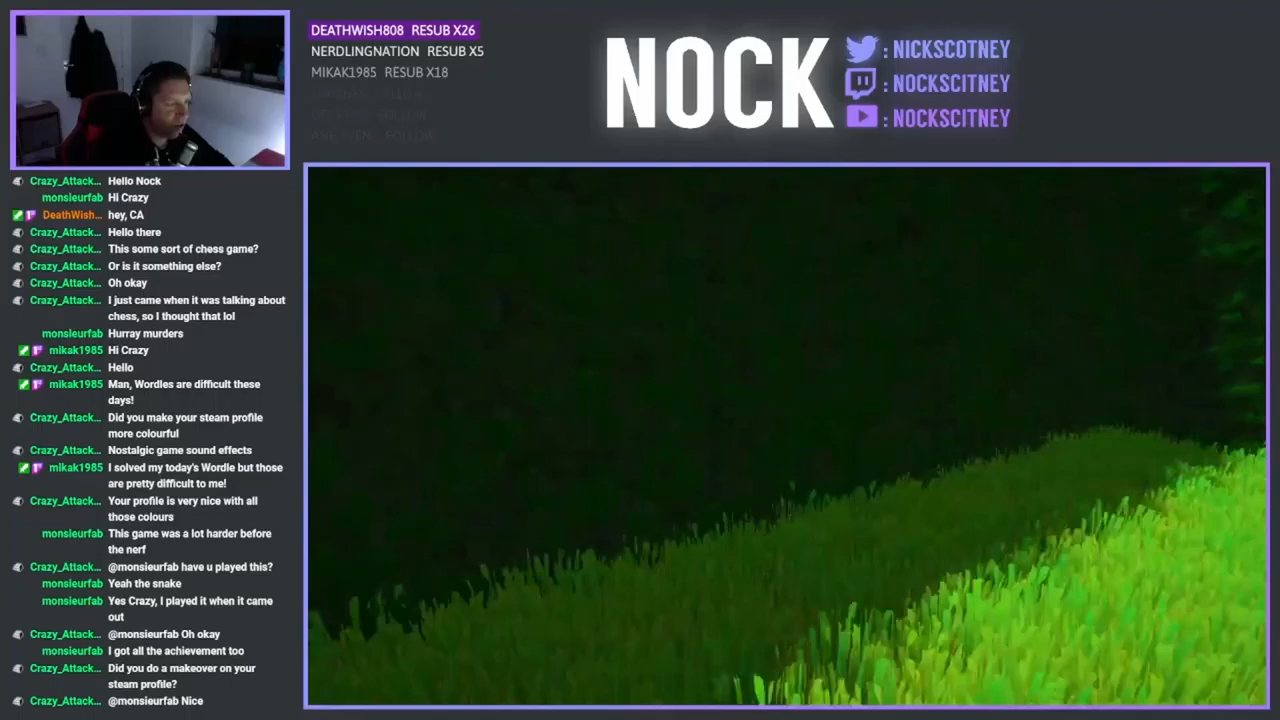 DEATHWISH808 RESUB X26
NERDLINGNATION RESUB X5
MIKAK1985 RESUB X18
NOCK
: NICKSCOTNEY
: NOCKSCITNEY
: NOCKSCITNEY
Crazy_Attack... Hello Nock
monsieurfab Hi Crazy
DeathWish... hey, CA
Crazy_Attack... Hello there
Crazy_Attack... This some sort of chess game?
Crazy_Attack... Or is it something else?
Crazy_Attack... Oh okay
Crazy_Attack... I just came when it was talking about
chess, so I thought that lol
monsieurfab Hurray murders
mikak1985 Hi Crazy
Crazy_Attack... Hello
mikak1985 Man, Wordles are difficult these
days!
Crazy_Attack... Did you make your steam profile
more colourful
Crazy_Attack... Nostalgic game sound effects
mikak1985 I solved my today's Wordle but those
are pretty difficult to me!
Crazy_Attack... Your profile is very nice with all
those colours
monsieurfab This game was a lot harder before
the nerf
Crazy_Attack... @monsieurfab have u played this?
monsieurfab Yeah the snake
monsieurfab Yes Crazy, I played it when it came
out
Crazy_Attack... @monsieurfab Oh okay
monsieurfab I got all the achievement too
Crazy_Attack... Did you do a makeover on your
steam profile?
Crazy_Attack... @monsieurfab Nice